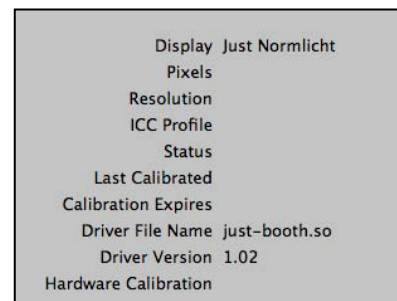 Display Just Normlicht
Pixels
Resolution
ICC Profile
Status
Last Calibrated
Calibration Expires
Driver File Name just-booth.so
Driver Version 1.02
Hardware Calibration